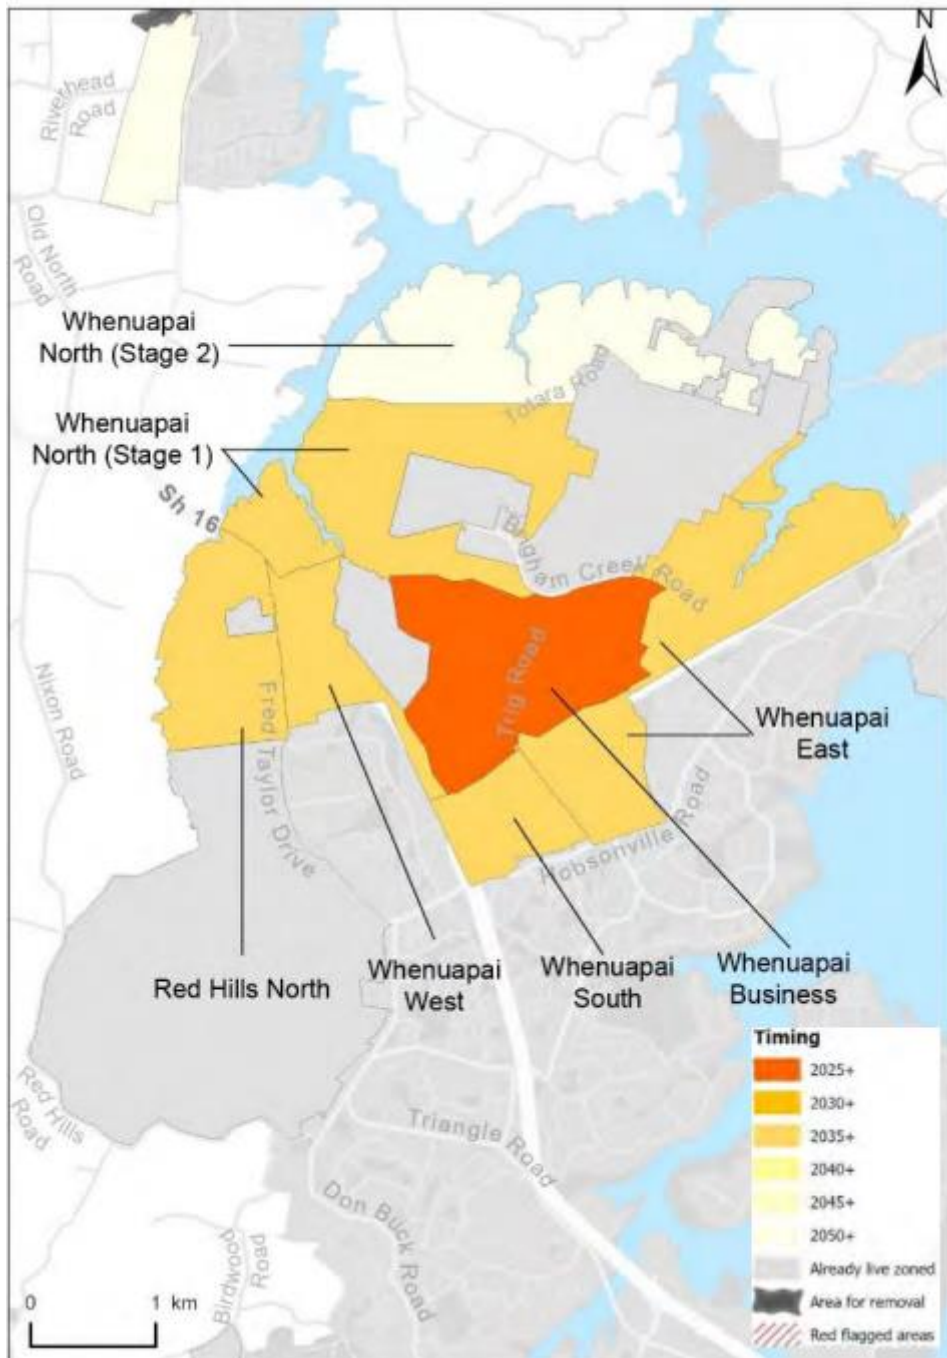 N
Riverhead
Road
Old North
Road
Whenuapai
North (Stage 2)
Totara Road
Whenuapai
North (Stage 1)
Sh 16
Brigham Creek Road
Trig Road
Nixon Road
Fred Taylor Drive
Whenuapai
East
Hobsonville Road
Red Hills North
Whenuapai
West
Whenuapai
South
Whenuapai
Business
Red Hills
Road
Triangle Road
Don Buck Road
Birdwood
Road
0 1 km
Timing
2025+
2030+
2035+
2040+
2045+
2050+
Already live zoned
Area for removal
Red flagged areas